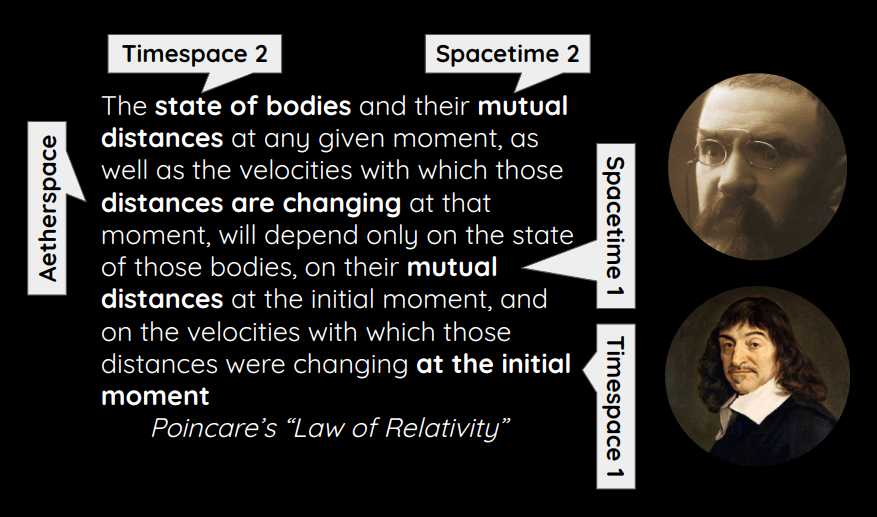 Timespace 2
Spacetime 2
Aetherspace
The state of bodies and their mutual
distances at any given moment, as
well as the velocities with which those
distances are changing at that
moment, will depend only on the state
of those bodies, on their mutual
distances at the initial moment, and
on the velocities with which those
distances were changing at the initial
moment
Poincare's “Law of Relativity”
Spacetime 1
Timespace 1